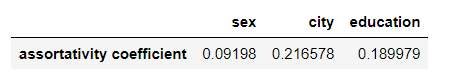 sex city education
assortativity coefficient 0.09198 0.216578 0.189979